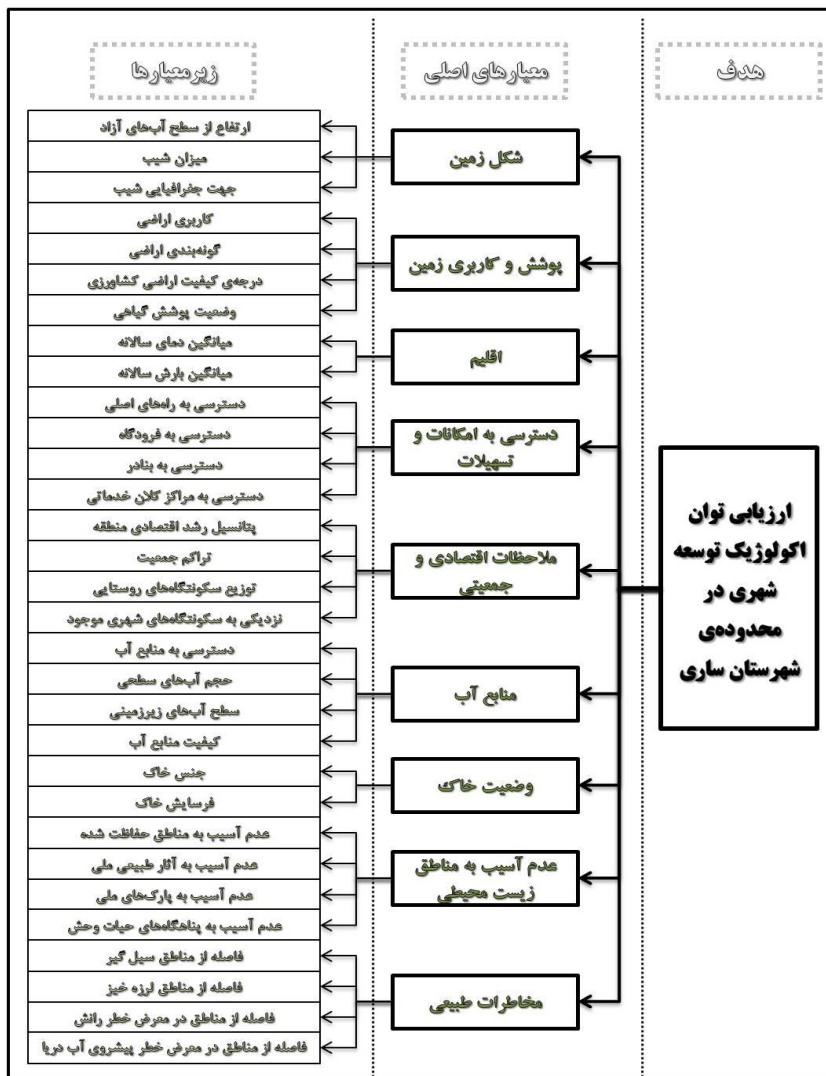 هدف
معیارهای اصلی
زیرمعیارها
ارزیابی توان
اکولوژیک توسعه
شهری در
محدوده‌ی
شهرستان ساری
شکل زمین
ارتفاع از سطح آب‌های آزاد
میزان شیب
جهت جغرافیایی شیب
پوشش و کاربری زمین
کاربری اراضی
گونه‌بندی اراضی
درجه‌ی کیفیت اراضی کشاورزی
وضعیت پوشش گیاهی
اقلیم
میانگین دمای سالانه
میانگین بارش سالانه
دسترسی به امکانات و
تسهیلات
دسترسی به راه‌های اصلی
دسترسی به فرودگاه
دسترسی به بنادر
دسترسی به مراکز کلان خدماتی
ملاحظات اقتصادی و
جمعیتی
پتانسیل رشد اقتصادی منطقه
تراکم جمعیت
توزیع سکونتگاه‌های روستایی
نزدیکی به سکونتگاه‌های شهری موجود
منابع آب
دسترسی به منابع آب
حجم آب‌های سطحی
سطح آب‌های زیرزمینی
کیفیت منابع آب
وضعیت خاک
جنس خاک
فرسایش خاک
عدم آسیب به مناطق
زیست محیطی
عدم آسیب به مناطق حفاظت شده
عدم آسیب به آثار طبیعی ملی
عدم آسیب به پارک‌های ملی
عدم آسیب به پناهگاه‌های حیات وحش
مخاطرات طبیعی
فاصله از مناطق سیل گیر
فاصله از مناطق لرزه خیز
فاصله از مناطق در معرض خطر رانش
فاصله از مناطق در معرض خطر پیشروی آب دریا